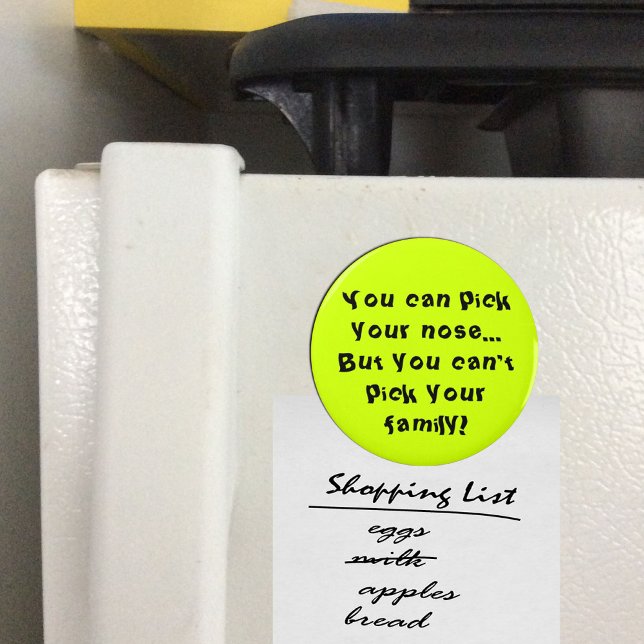 You can Pick
Your nose...
But You can't
Pick Your
family!
Shopping List
eggs
milk
apples
bread